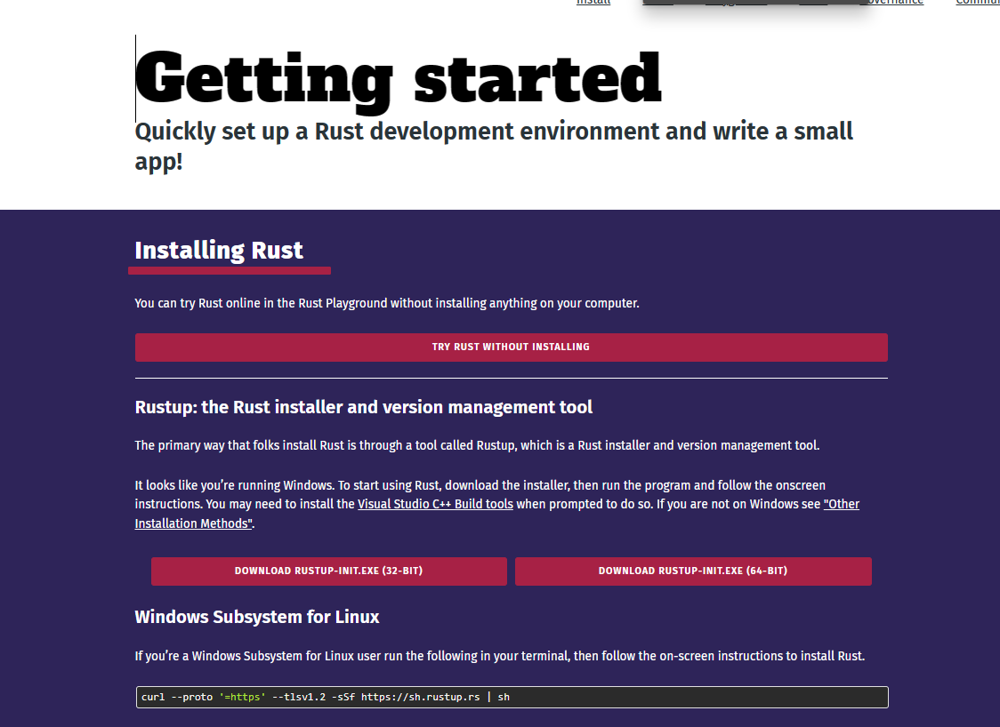 Install
Getting started
Quickly set up a Rust development environment and write a small
app!
Installing Rust
You can try Rust online in the Rust Playground without installing anything on your computer.
TRY RUST WITHOUT INSTALLING
Rustup: the Rust installer and version management tool
The primary way that folks install Rust is through a tool called Rustup, which is a Rust installer and version management tool.
It looks like you’re running Windows. To start using Rust, download the installer, then run the program and follow the onscreen
instructions. You may need to install the Visual Studio C++ Build tools when prompted to do so. If you are not on Windows see "Other
Installation Methods".
DOWNLOAD RUSTUP-INIT.EXE (32-BIT) DOWNLOAD RUSTUP-INIT.EXE (64-BIT)
Windows Subsystem for Linux
If you’re a Windows Subsystem for Linux user run the following in your terminal, then follow the on-screen instructions to install Rust.
curl --proto '=https' --tlsv1.2 -sSf https://sh.rustup.rs | sh